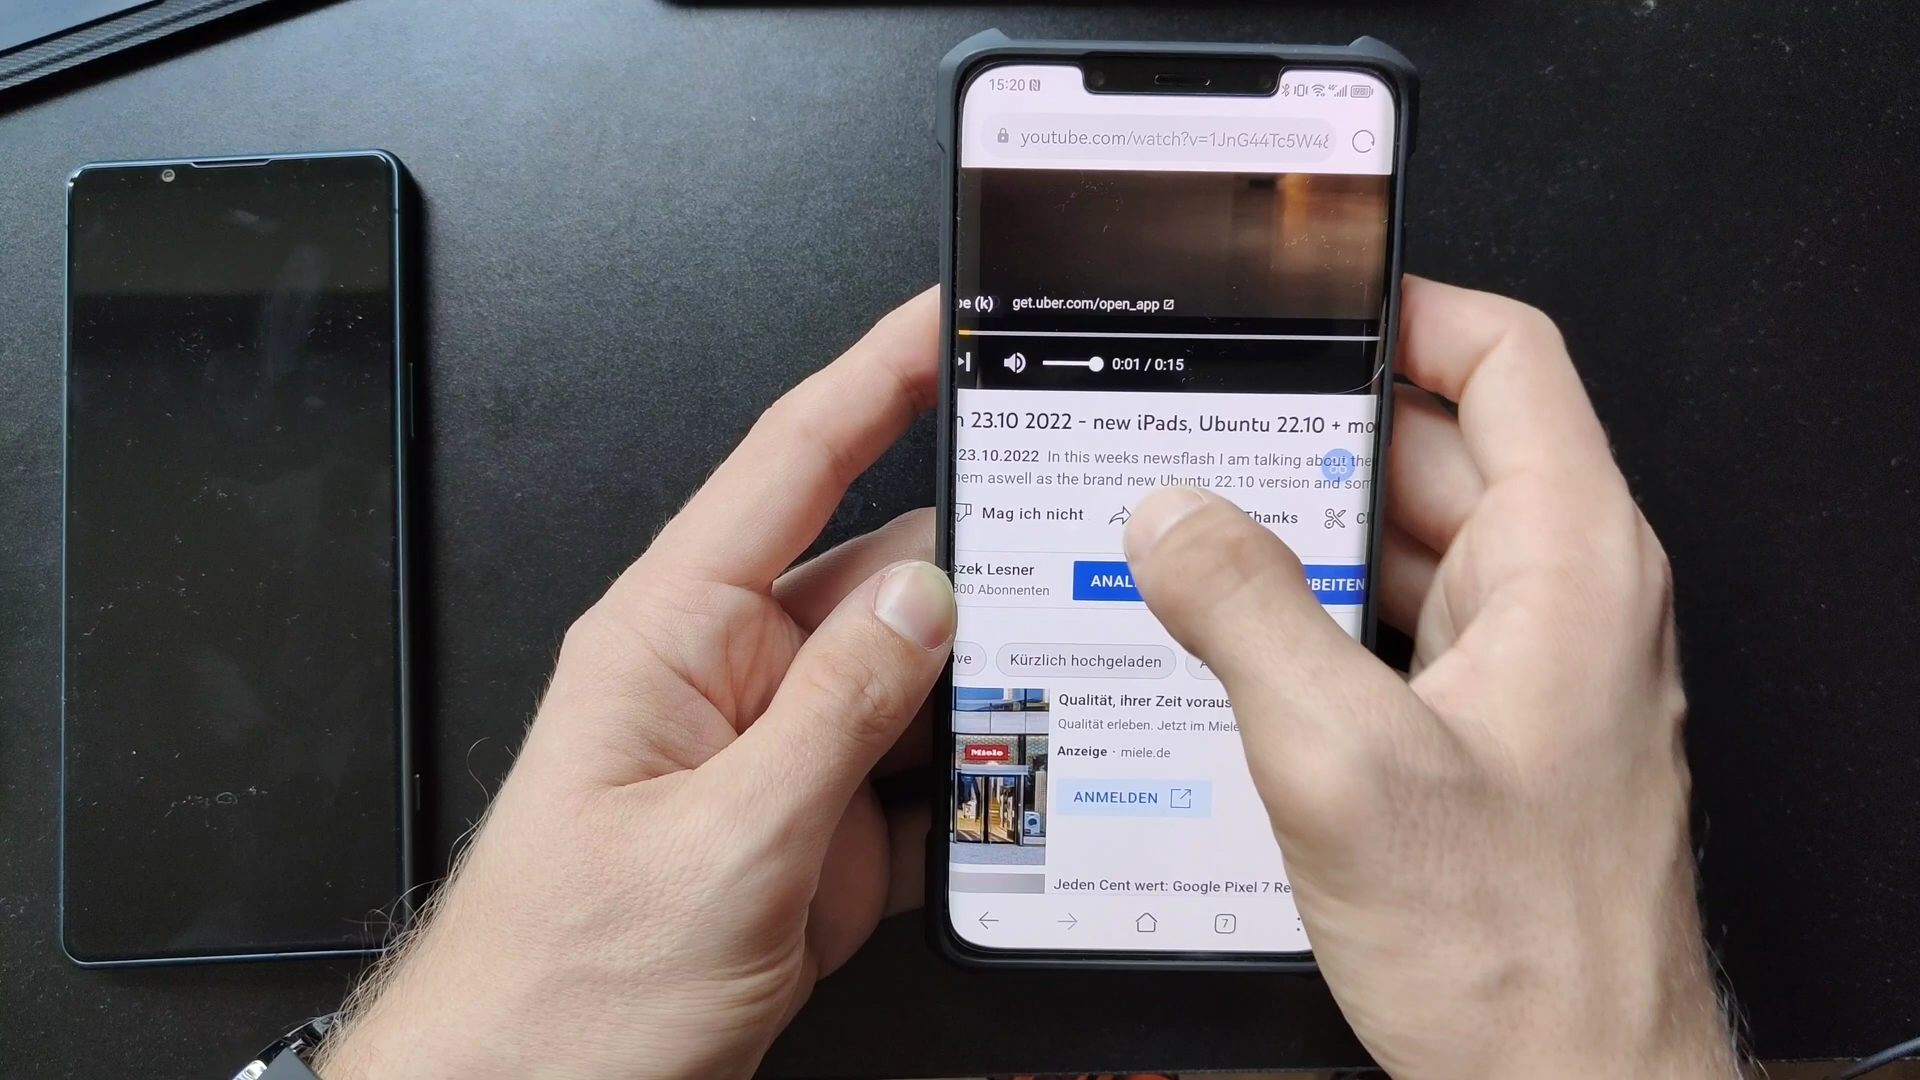 15:20
youtube.com/watch?v=1JnG44Tc5W4
(k) get.uber.com/open_app
0:01 / 0:15
23.10 2022 - new iPads, Ubuntu 22.10 +
23.10.2022 In this weeks newsflash I am talking about the
aswell as the brand new Ubuntu 22.10 version and
Mag ich nicht Thanks
Lesner
Abonnenten
Kürzlich hochgeladen
Qualität, ihrer Zeit voraus
Qualität erleben. Jetzt im Miele
Miele
Anzeige · miele.de
ANMELDEN
Jeden Cent wert: Google Pixel 7
7